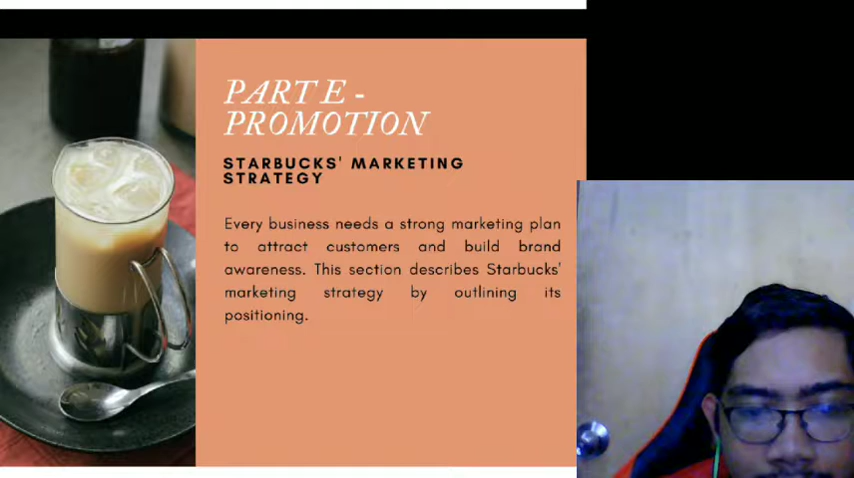 PART E -
PROMOTION
STARBUCKS' MARKETING
STRATEGY
Every business needs a strong marketing plan
to attract customers and build brand
awareness. This section describes Starbucks'
marketing strategy by outlining its
positioning.